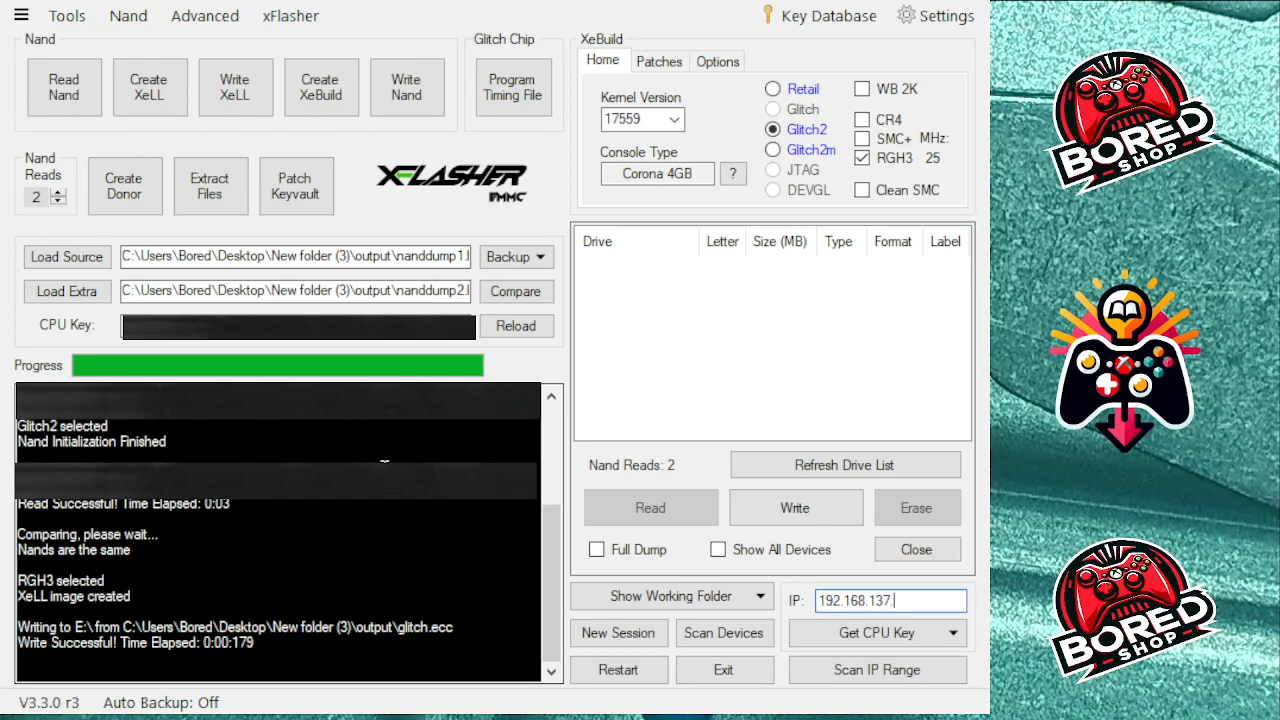 Tools Nand Advanced xFlasher Key Database Settings
Nand
Read Nand
Create XeLL
Write XeLL
Create XeBuild
Write Nand
Glitch Chip
Program Timing File
Nand Reads
2
Create Donor
Extract Files
Patch Keyvault
XFLASHER
EMMC
Load Source C:\Users\Bored\Desktop\New folder (3)\output\nanddump1.l Backup
Load Extra C:\Users\Bored\Desktop\New folder (3)\output\nanddump2.l Compare
CPU Key: Reload
Progress
Glitch2 selected
Nand Initialization Finished
Read Successful! Time Elapsed: 0:03
Comparing, please wait...
Nands are the same
RGH3 selected
XeLL image created
Writing to E:\ from C:\Users\Bored\Desktop\New folder (3)\output\glitch.ecc
Write Successful! Time Elapsed: 0:00:179
V3.3.0 r3 Auto Backup: Off
XeBuild
Home Patches Options
Kernel Version
17559
Console Type
Corona 4GB ?
Retail
Glitch
Glitch2
Glitch2m
JTAG
DEVGL
WB 2K
CR4
SMC+ MHz:
RGH3 25
Clean SMC
Drive Letter Size (MB) Type Format Label
Nand Reads: 2 Refresh Drive List
Read Write Erase
Full Dump Show All Devices Close
Show Working Folder IP: 192.168.137.
New Session Scan Devices Get CPU Key
Restart Exit Scan IP Range
BORED
SHOP
BORED
SHOP